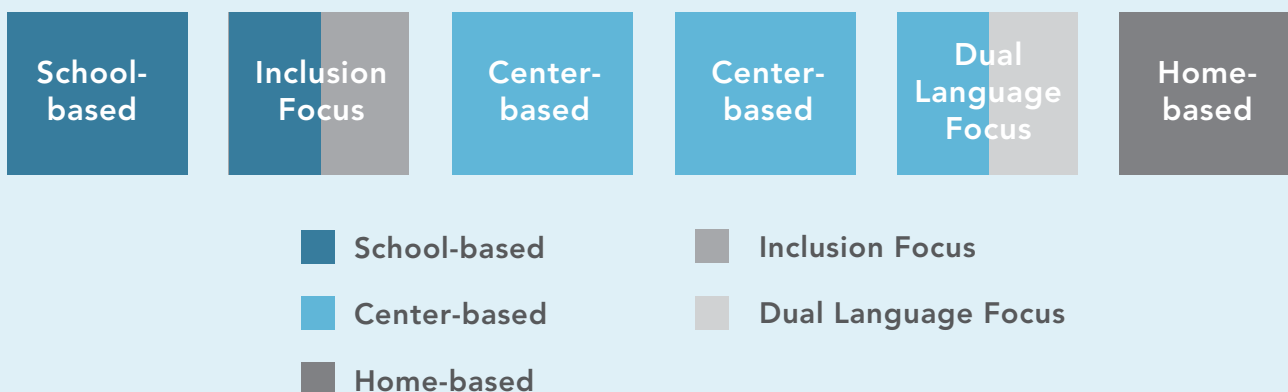 School-
based
Inclusion
Focus
Center-
based
Center-
based
Dual
Language
Focus
Home-
based
School-based
Center-based
Home-based
Inclusion Focus
Dual Language Focus